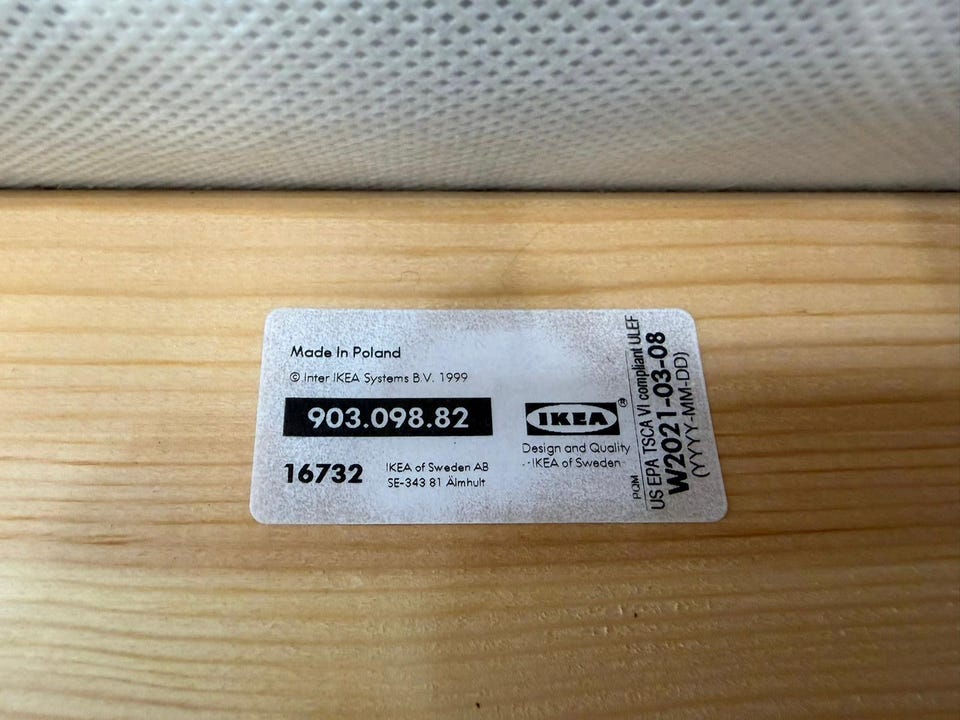 Made in Poland
© Inter IKEA Systems B.V. 1999
903.098.82
16732
IKEA of Sweden AB
SE-343 81 Älmhult
IKEA®
Design and Quality
IKEA of Sweden
PQM
US EPA TSCA VI compliant ULEF
W2021-03-08
(YYYY-MM-DD)